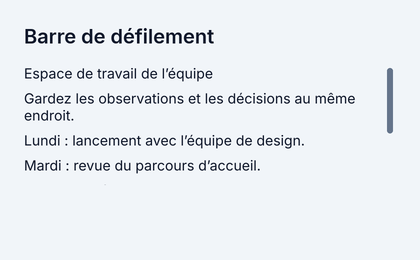 Barre de défilement
Espace de travail de l’équipe
Gardez les observations et les décisions au même
endroit.
Lundi : lancement avec l’équipe de design.
Mardi : revue du parcours d’accueil.